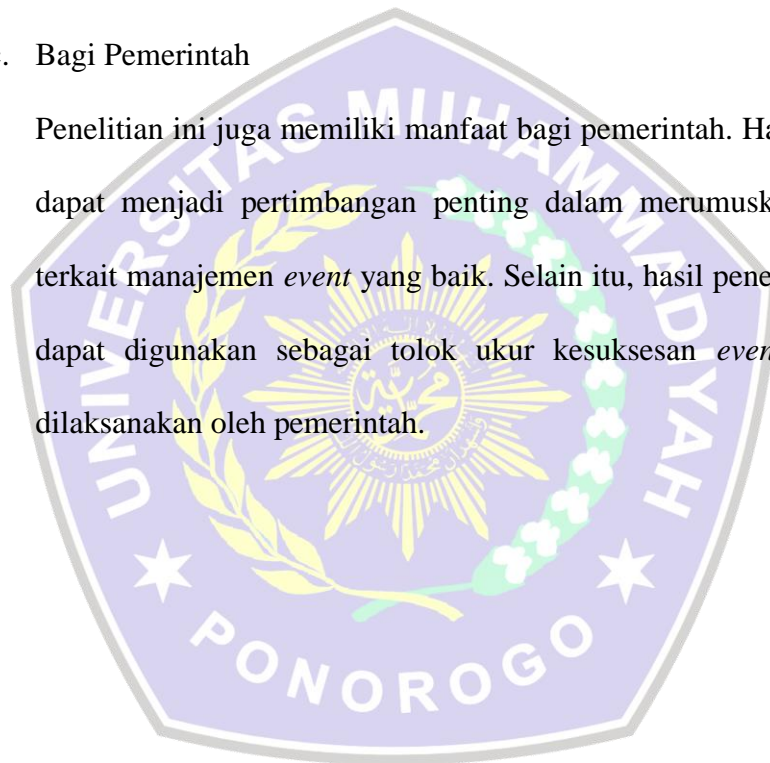 . Bagi Pemerintah
Penelitian ini juga memiliki manfaat bagi pemerintah. Ha
dapat menjadi pertimbangan penting dalam merumusk
terkait manajemen event yang baik. Selain itu, hasil pene
dapat digunakan sebagai tolok ukur kesuksesan even
dilaksanakan oleh pemerintah.
UNIVERSITAS MUHAMMADIYAH
PONOROGO